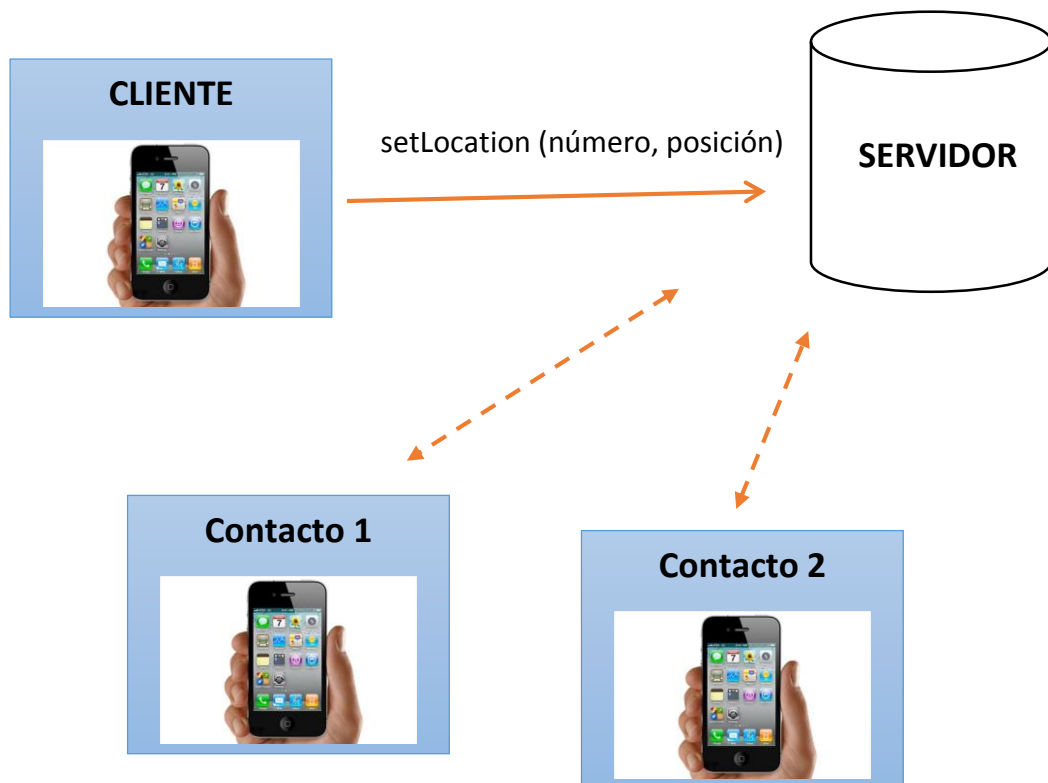 CLIENTE
setLocation (número, posición)
SERVIDOR
Contacto 1
Contacto 2